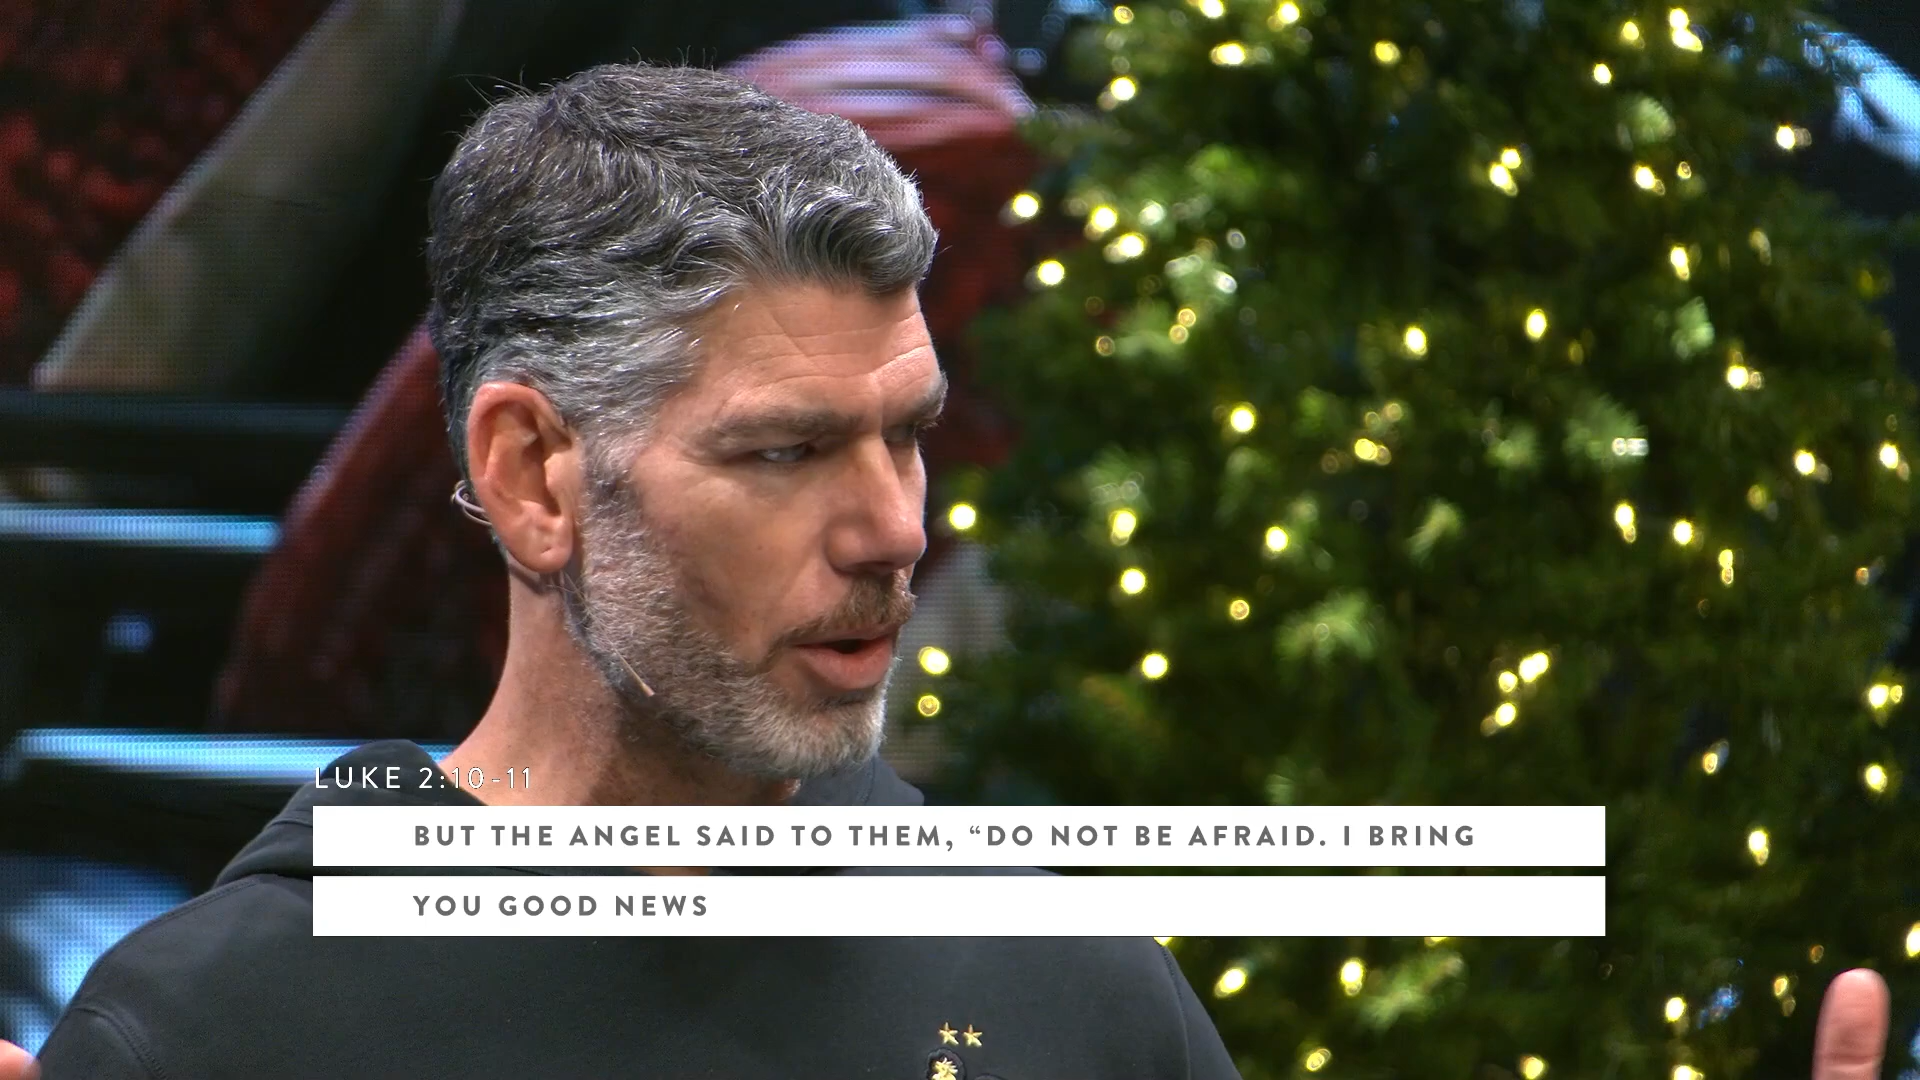 LUKE 2:10-11
BUT THE ANGEL SAID TO THEM, “DO NOT BE AFRAID. I BRING
YOU GOOD NEWS